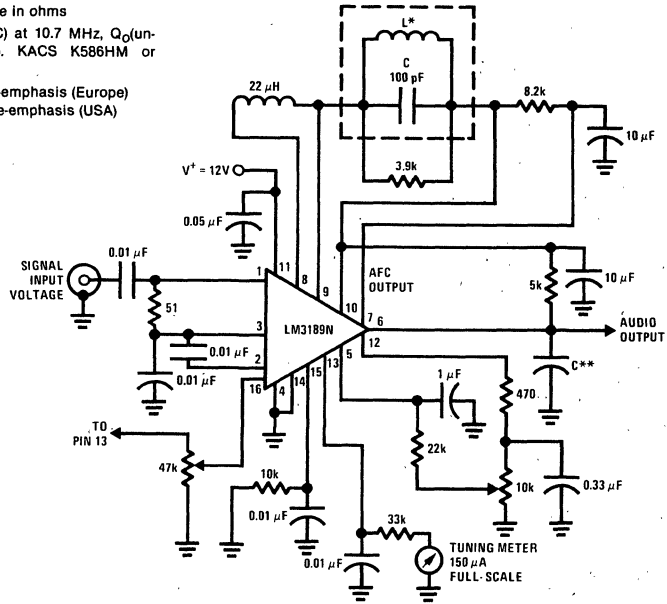 e in ohms
C) at 10.7 MHz, QO(un-
. KACS K586HM or
-emphasis (Europe)
e-emphasis (USA)
L*
C
100 pF
22 μH
8.2k
10 μF
3.9k
V+ = 12V
0.05 μF
0.01 μF
SIGNAL
INPUT
VOLTAGE
51
1
11
8
9
AFC
OUTPUT
10
7
6
12
5k
10 μF
AUDIO
OUTPUT
LM3189N
3
2
16
4
14
15
13
5
0.01 μF
0.01 μF
C**
1 μF
470
TO
PIN 13
47k
22k
10k
0.33 μF
10k
0.01 μF
33k
0.01 μF
TUNING METER
150 μA
FULL-SCALE